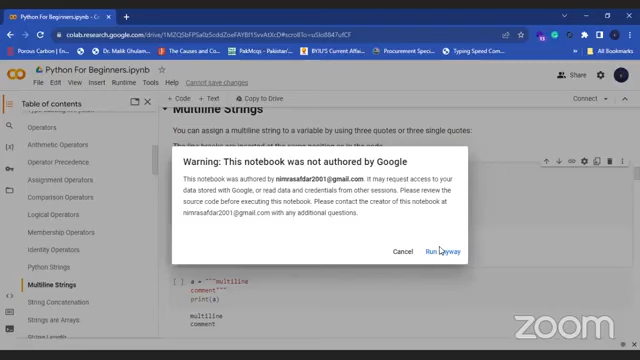 Python For Beginners.ipynb - Col
colab.research.google.com/drive/
Porous Carbon | En
Dr. Malik Ghulam...
The Causes and Co
PakMcqs - Pakistan...
BYJU'S Online learni
Procurement Speci
Typing Speed Com
All Bookmarks
Python For Beginners.ipynb
File Edit View Insert Runtime Tools Help Cannot save changes
Share
Table of contents
+ Code + Text Copy to Drive
Connect
Operators
Arithmetic Operators
Operator Precedence
Assignment Operators
Logical Operators
Membership Operators
Identity Operators
Python Strings
Multiline Strings
String Concatenation
Strings are Arrays
Multiline Strings
You can assign a multiline string to a variable by using three quotes or three single quotes:
Warning: This notebook was not authored by Google
This notebook was authored by nimrasafdar2001@gmail.com. It may request access to your
data stored with Google, or read data and credentials from other sessions. Please review the
source code before executing this notebook. Please contact the creator of this notebook at
nimrasafdar2001@gmail.com with any additional questions.
Cancel Run anyway
[ ] a = """multiline
comment"""
print(a)
multiline
comment
zoom